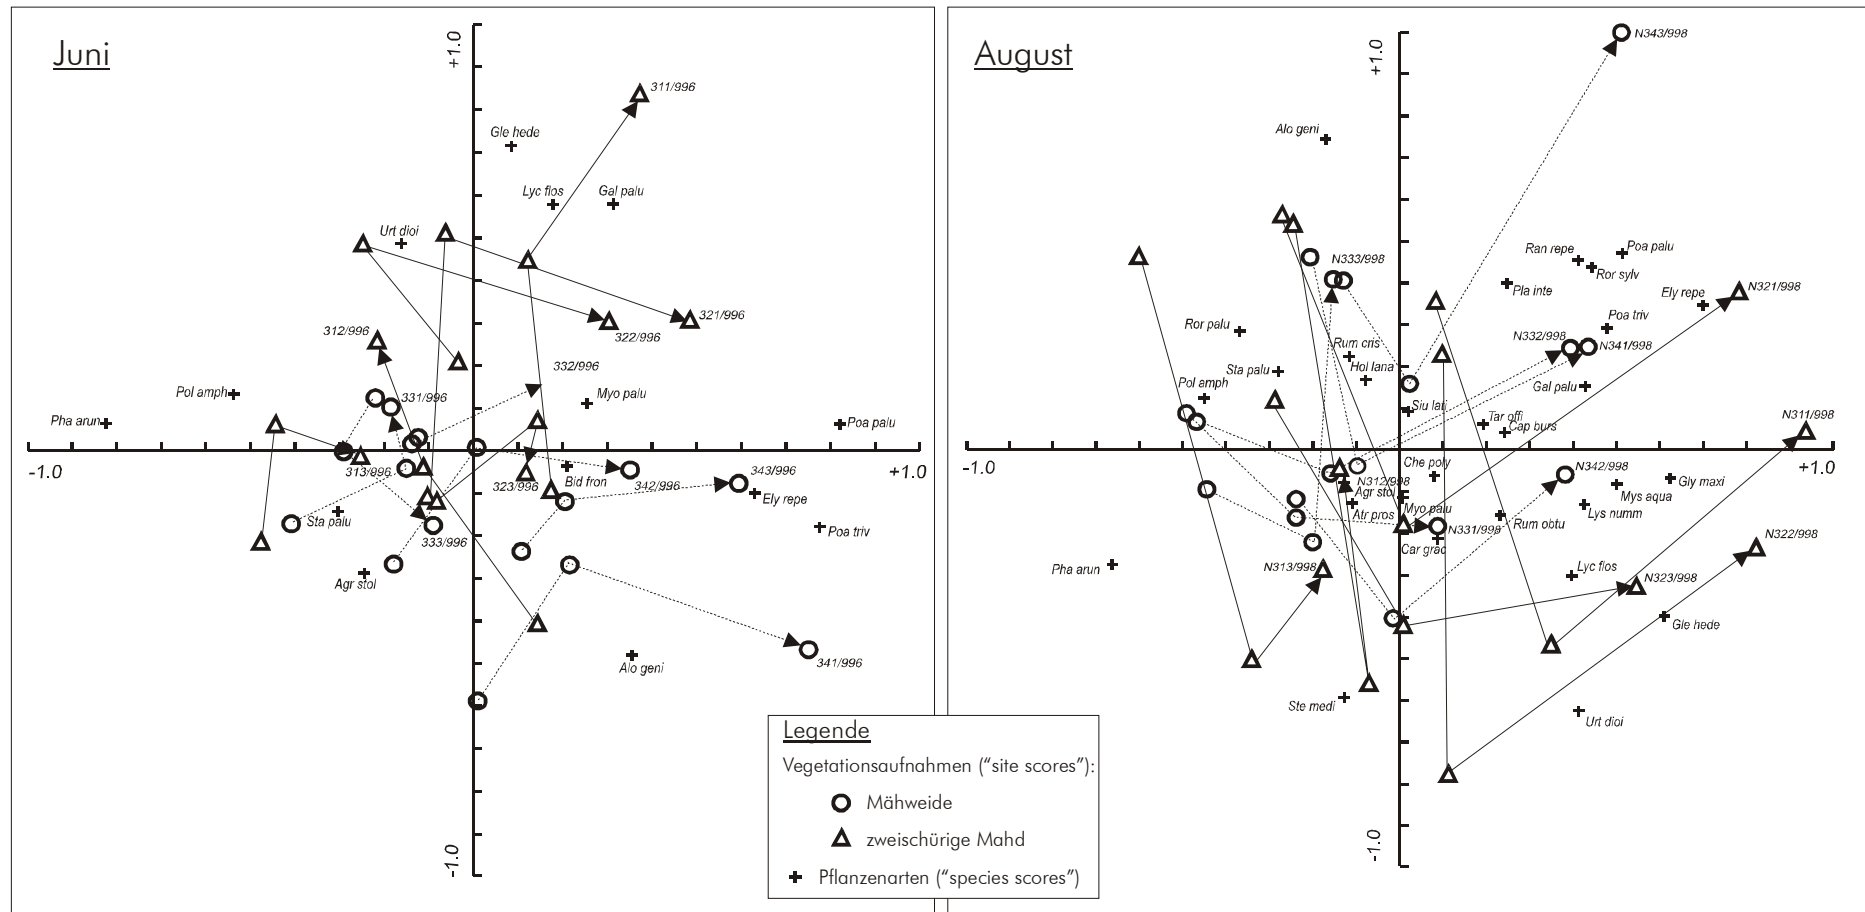 Juni
+1.0
311/996
Gle hede
Lyc flos
Gal palu
Urt dioi
321/996
322/996
312/996
332/996
Pol amph
331/996
Myo palu
Pha arun
Poa palu
-1.0
+1.0
313/996
323/996
Bid fron
342/996
343/996
Ely repe
Sta palu
333/996
Poa triv
Agr stol
Alo geni
341/996
-1.0
August
+1.0
N343/998
Alo geni
N333/998
Ran repe
Poa palu
Ror sylv
Pla inte
Ely repe
N321/998
Ror palu
Poa triv
Rum cris
N332/998
N341/998
Sta palu
Hol lana
Pol amph
Gal palu
Siu lati
Tar offi
Cap burs
N311/998
-1.0
+1.0
Che poly
N342/998
N312/998
Agr stol
Gly maxi
Mys aqua
Atr pros
Myo palu
Lys numm
N331/998
Rum obtu
Car grac
N322/998
Pha arun
N313/998
Lyc flos
N323/998
Gle hede
Ste medi
Urt dioi
-1.0
Legende
Vegetationsaufnahmen (“site scores”):
Mähweide
zweischürige Mahd
Pflanzenarten (“species scores”)